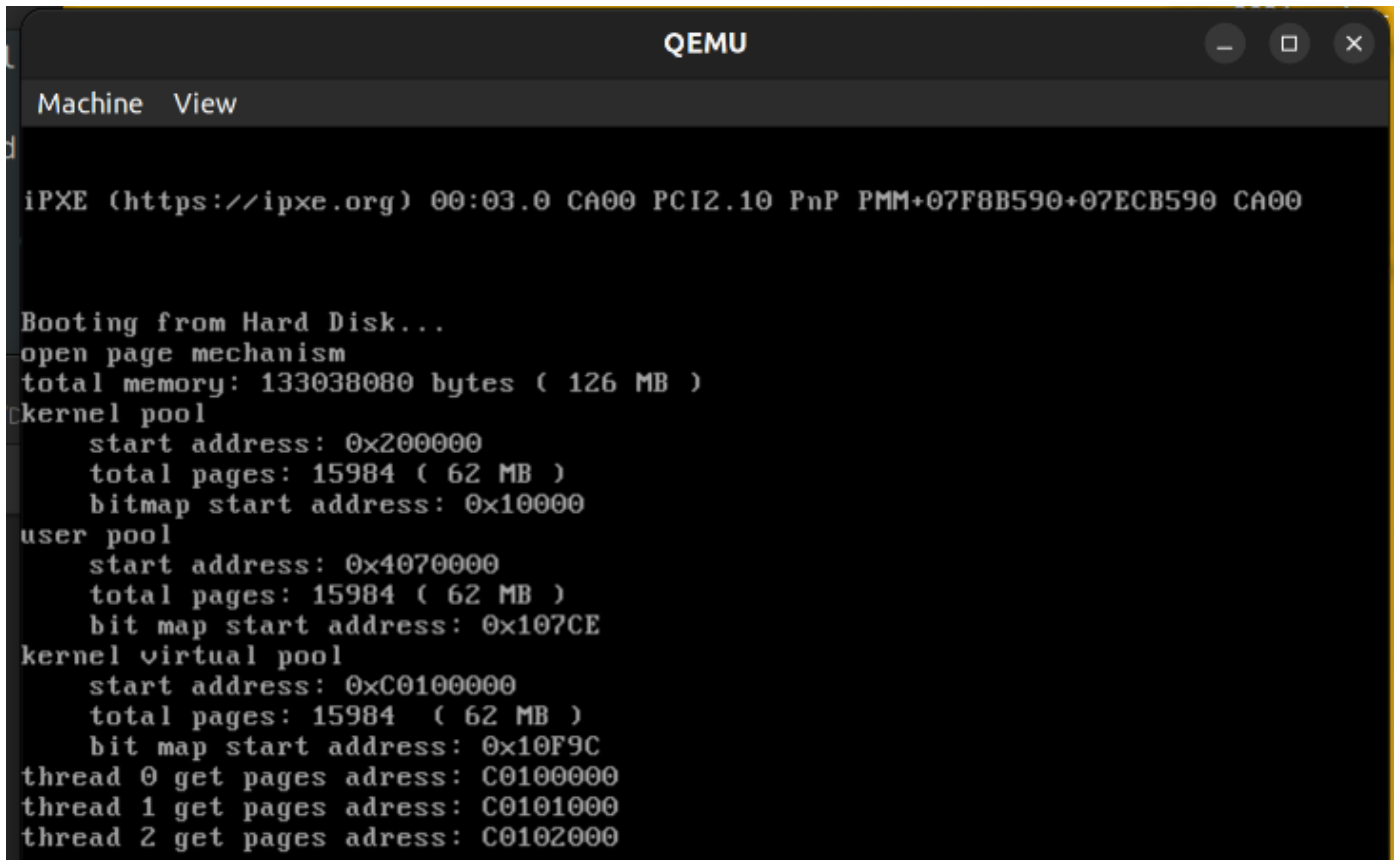 QEMU
Machine View
iPXE (https://ipxe.org) 00:03.0 CA00 PCI2.10 PnP PMM+07F8B590+07ECB590 CA00
Booting from Hard Disk...
open page mechanism
total memory: 133038080 bytes ( 126 MB )
kernel pool
    start address: 0x200000
    total pages: 15984 ( 62 MB )
    bitmap start address: 0x10000
user pool
    start address: 0x4070000
    total pages: 15984 ( 62 MB )
    bit map start address: 0x107CE
kernel virtual pool
    start address: 0xC0100000
    total pages: 15984  ( 62 MB )
    bit map start address: 0x10F9C
thread 0 get pages adress: C0100000
thread 1 get pages adress: C0101000
thread 2 get pages adress: C0102000